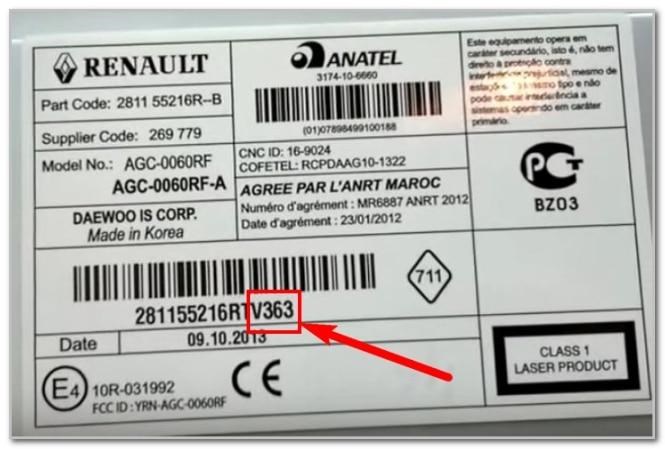 RENAULT
Part Code: 2811 55216R--B
Supplier Code: 269 779
Model No.: AGC-0060RF
AGC-0060RF-A
DAEWOO IS CORP.
Made in Korea
ANATEL
3174-10-6660
(01)07898499100188
CNC ID: 16-9024
COFETEL: RCPDAAG10-1322
AGREE PAR L'ANRT MAROC
Numéro d'agrément : MR6887 ANRT 2012
Date d'agrément : 23/01/2012
Este equipamento opera em
caráter secundário, isto é, não tem
direito à proteção contra
interferência prejudicial, mesmo de
estações do mesmo tipo e não
pode causar interferência a
sistemas operando em caráter
primário.
РСТ
BZ03
281155216RTV363
711
Date 09.10.2013
E4 10R-031992
FCC ID : YRN-AGC-0060RF
CE
CLASS 1
LASER PRODUCT